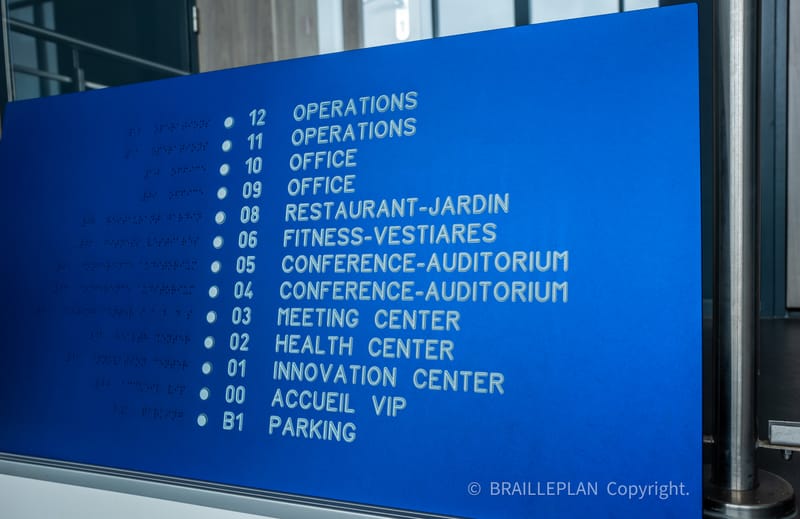 12 OPERATIONS
11 OPERATIONS
10 OFFICE
09 OFFICE
08 RESTAURANT-JARDIN
06 FITNESS-VESTIARES
05 CONFERENCE-AUDITORIUM
04 CONFERENCE-AUDITORIUM
03 MEETING CENTER
02 HEALTH CENTER
01 INNOVATION CENTER
00 ACCUEIL VIP
B1 PARKING
© BRAILLEPLAN Copyright.